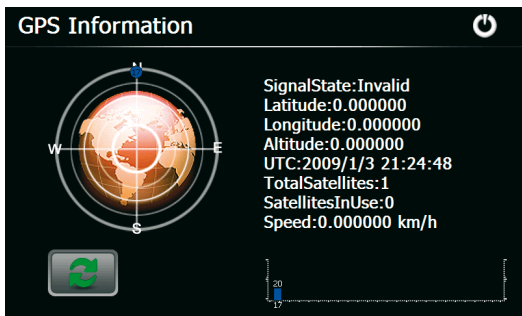 GPS Information
N
W
E
S
SignalState:Invalid
Latitude:0.000000
Longitude:0.000000
Altitude:0.000000
UTC:2009/1/3 21:24:48
TotalSatellites:1
SatellitesInUse:0
Speed:0.000000 km/h
20
17